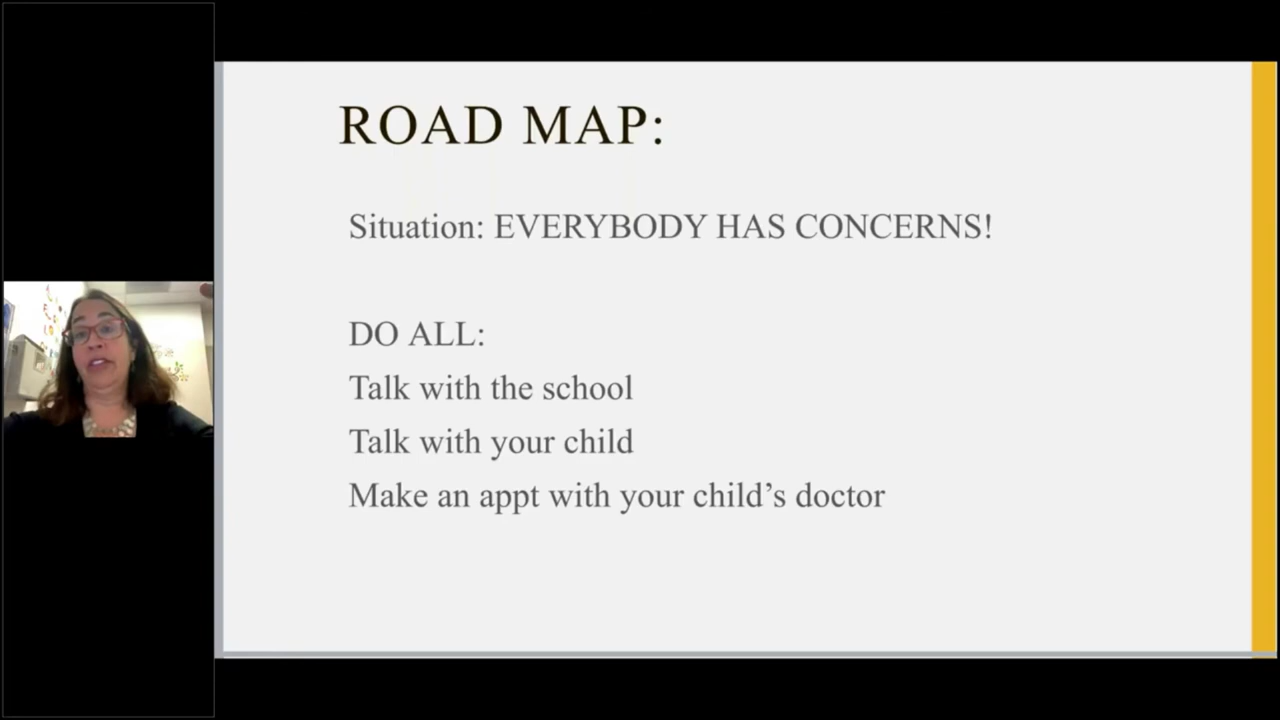 ROAD MAP:
Situation: EVERYBODY HAS CONCERNS!
DO ALL:
Talk with the school
Talk with your child
Make an appt with your child’s doctor